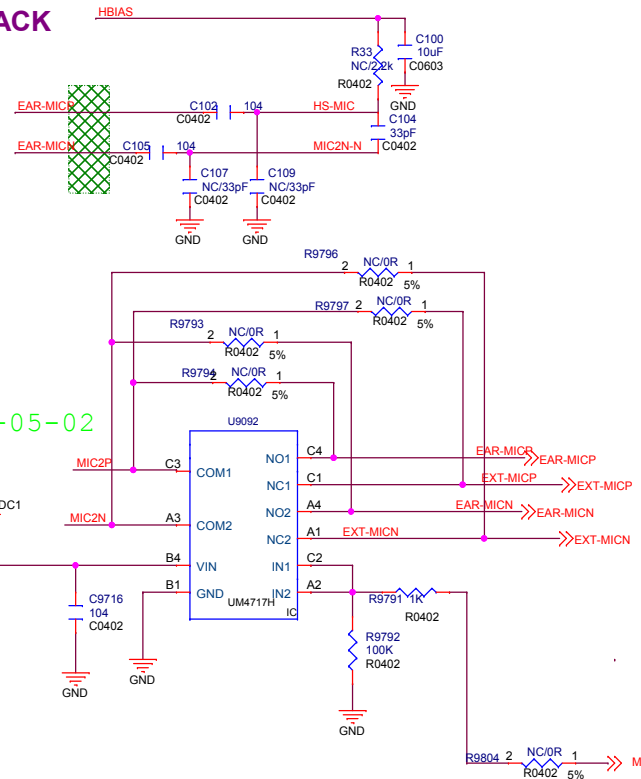 ACK
HBIAS
R33
NC/2.2k
R0402
C100
10uF
C0603
GND
EAR-MICP
C102
104
C0402
HS-MIC
C104
33pF
C0402
EAR-MICN
C105
104
C0402
MIC2N-N
C107
NC/33pF
C0402
C109
NC/33pF
C0402
GND
GND
R9796
2
NC/0R
1
R0402
5%
R9797
2
NC/0R
1
R0402
5%
R9793
2
NC/0R
1
R0402
5%
R9794
2
NC/0R
1
R0402
5%
-05-02
U9092
MIC2P
C3
COM1
NO1
C4
EAR-MICP
EAR-MICP
NC1
C1
EXT-MICP
EXT-MICP
DC1
MIC2N
A3
COM2
NO2
A4
EAR-MICN
EAR-MICN
NC2
A1
EXT-MICN
EXT-MICN
B4
VIN
IN1
C2
B1
GND
IN2
A2
UM4717H
IC
C9716
104
C0402
R9791
1K
R0402
R9792
100K
R0402
GND
GND
GND
R9804
2
NC/0R
1
R0402
5%
M